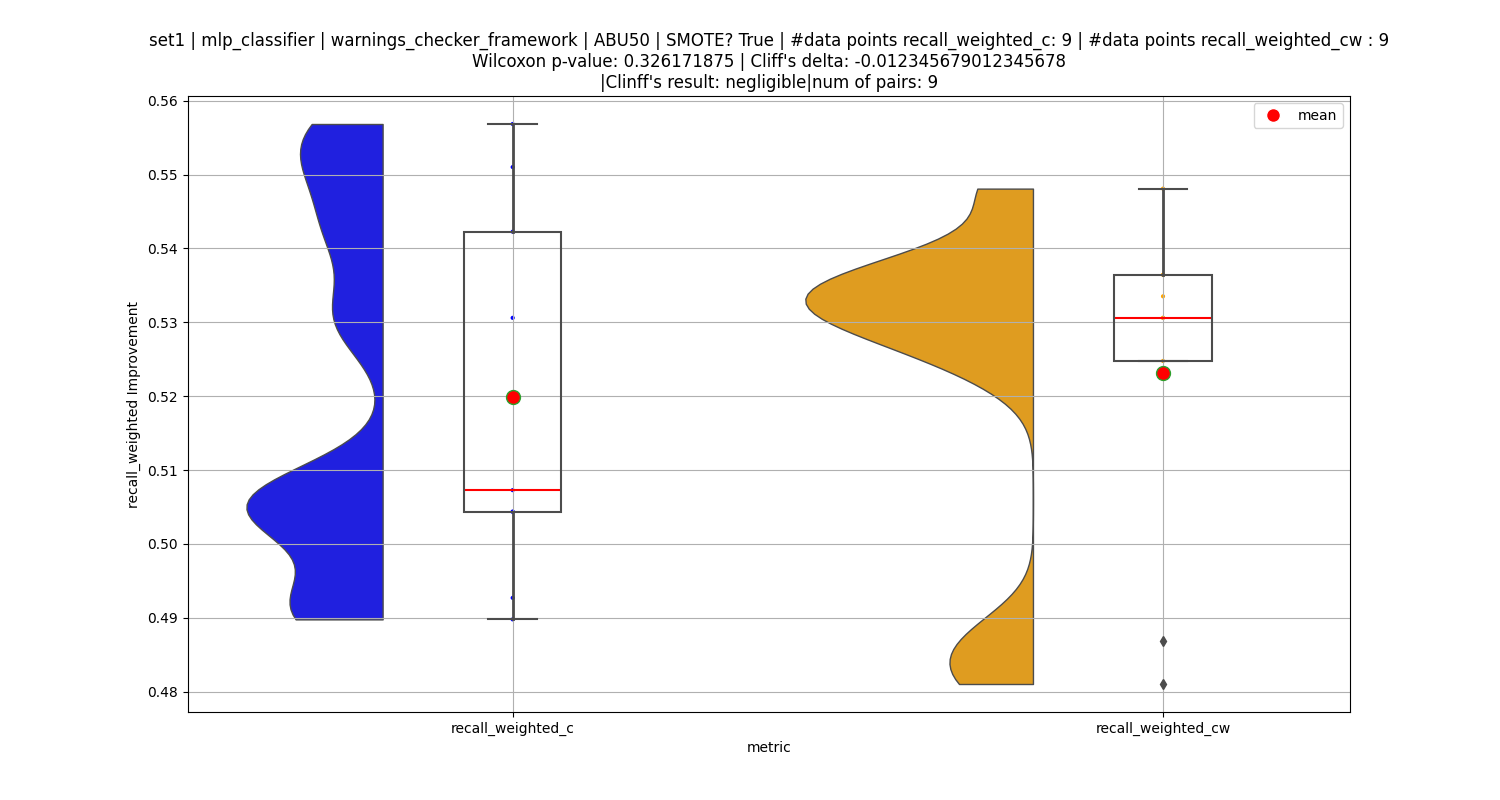 set1 | mlp_classifier | warnings_checker_framework | ABU50 | SMOTE? True | #data points recall_weighted_c: 9 | #data points recall_weighted_cw : 9
Wilcoxon p-value: 0.326171875 | Cliff's delta: -0.012345679012345678
|Clinff's result: negligible|num of pairs: 9
mean
recall_weighted Improvement
0.56
0.55
0.54
0.53
0.52
0.51
0.50
0.49
0.48
recall_weighted_c
recall_weighted_cw
metric